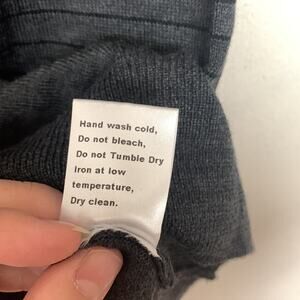 Hand wash cold,
Do not bleach,
Do not Tumble Dry
Iron at low
temperature,
Dry clean.